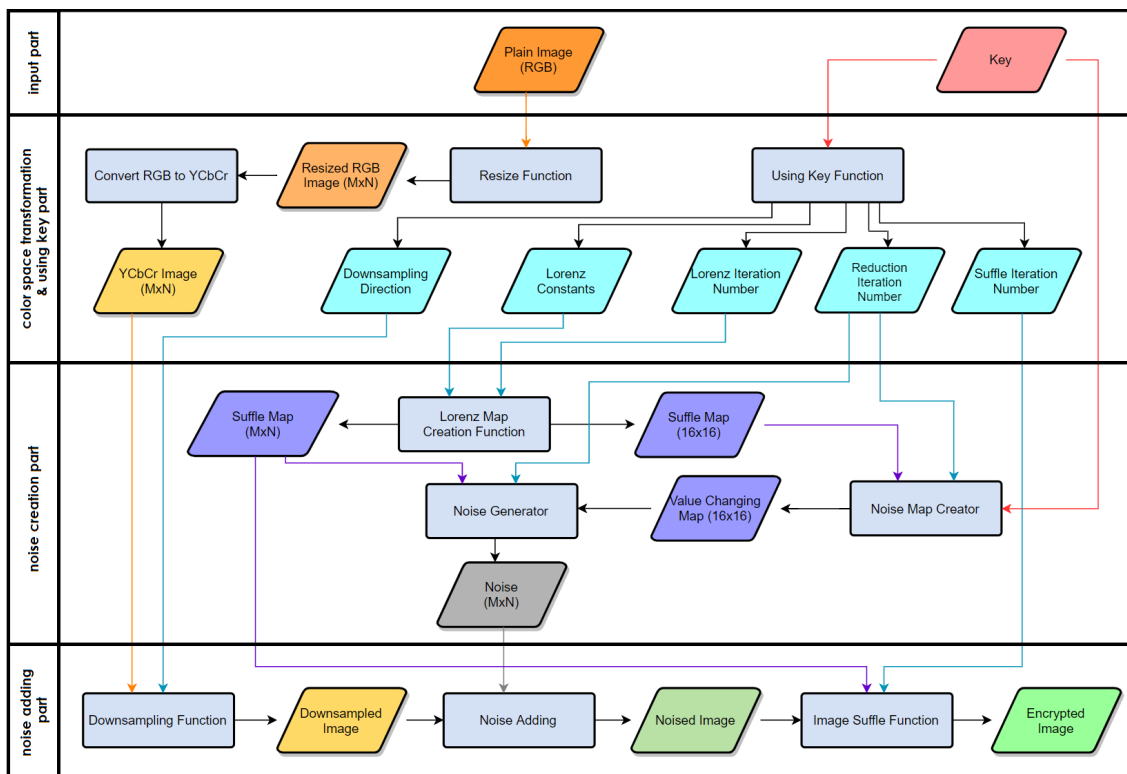 input part
Plain Image
(RGB)
Key
color space transformation
& using key part
Convert RGB to YCbCr
Resized RGB
Image (MxN)
Resize Function
Using Key Function
YCbCr Image
(MxN)
Downsampling
Direction
Lorenz
Constants
Lorenz Iteration
Number
Reduction
Iteration
Number
Suffle Iteration
Number
noise creation part
Suffle Map
(MxN)
Lorenz Map
Creation Function
Suffle Map
(16x16)
Noise Generator
Value Changing
Map (16x16)
Noise Map Creator
Noise
(MxN)
noise adding
part
Downsampling Function
Downsampled
Image
Noise Adding
Noised Image
Image Suffle Function
Encrypted
Image